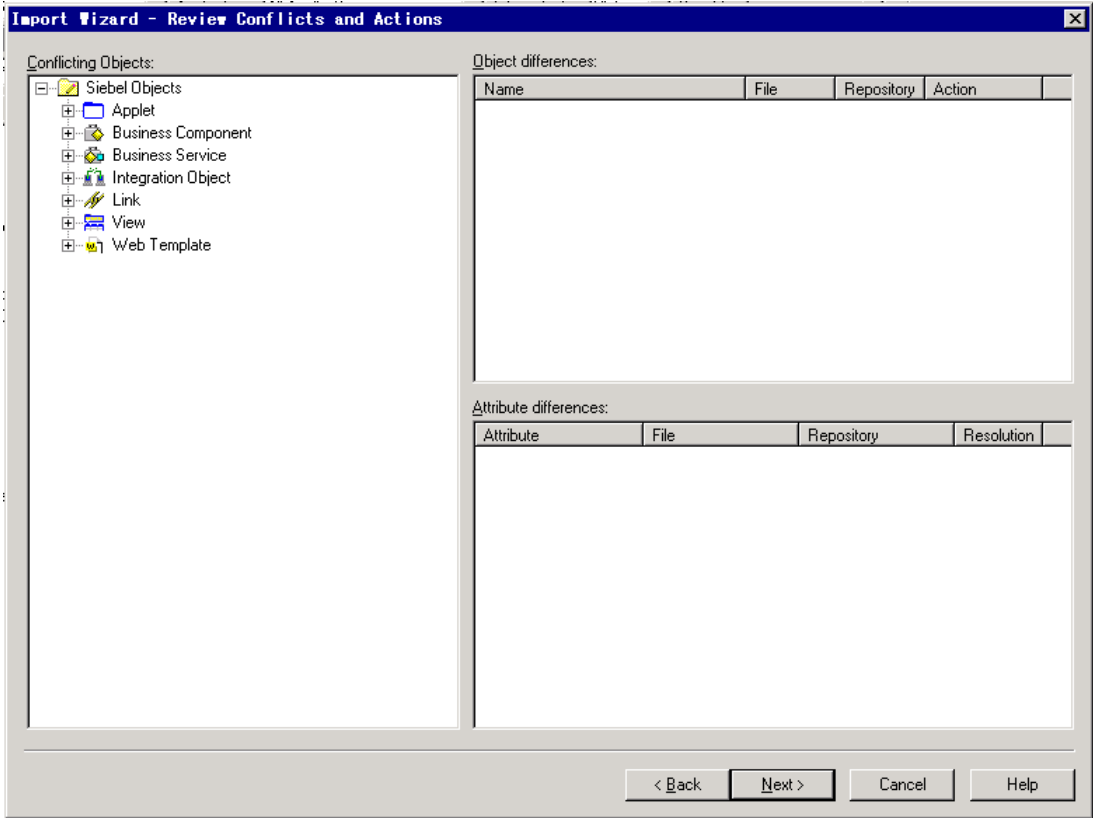 Import Wizard - Review Conflicts and Actions
Conflicting Objects:
Siebel Objects
Applet
Business Component
Business Service
Integration Object
Link
View
Web Template
Object differences:
Name File Repository Action
Attribute differences:
Attribute File Repository Resolution
< Back Next > Cancel Help